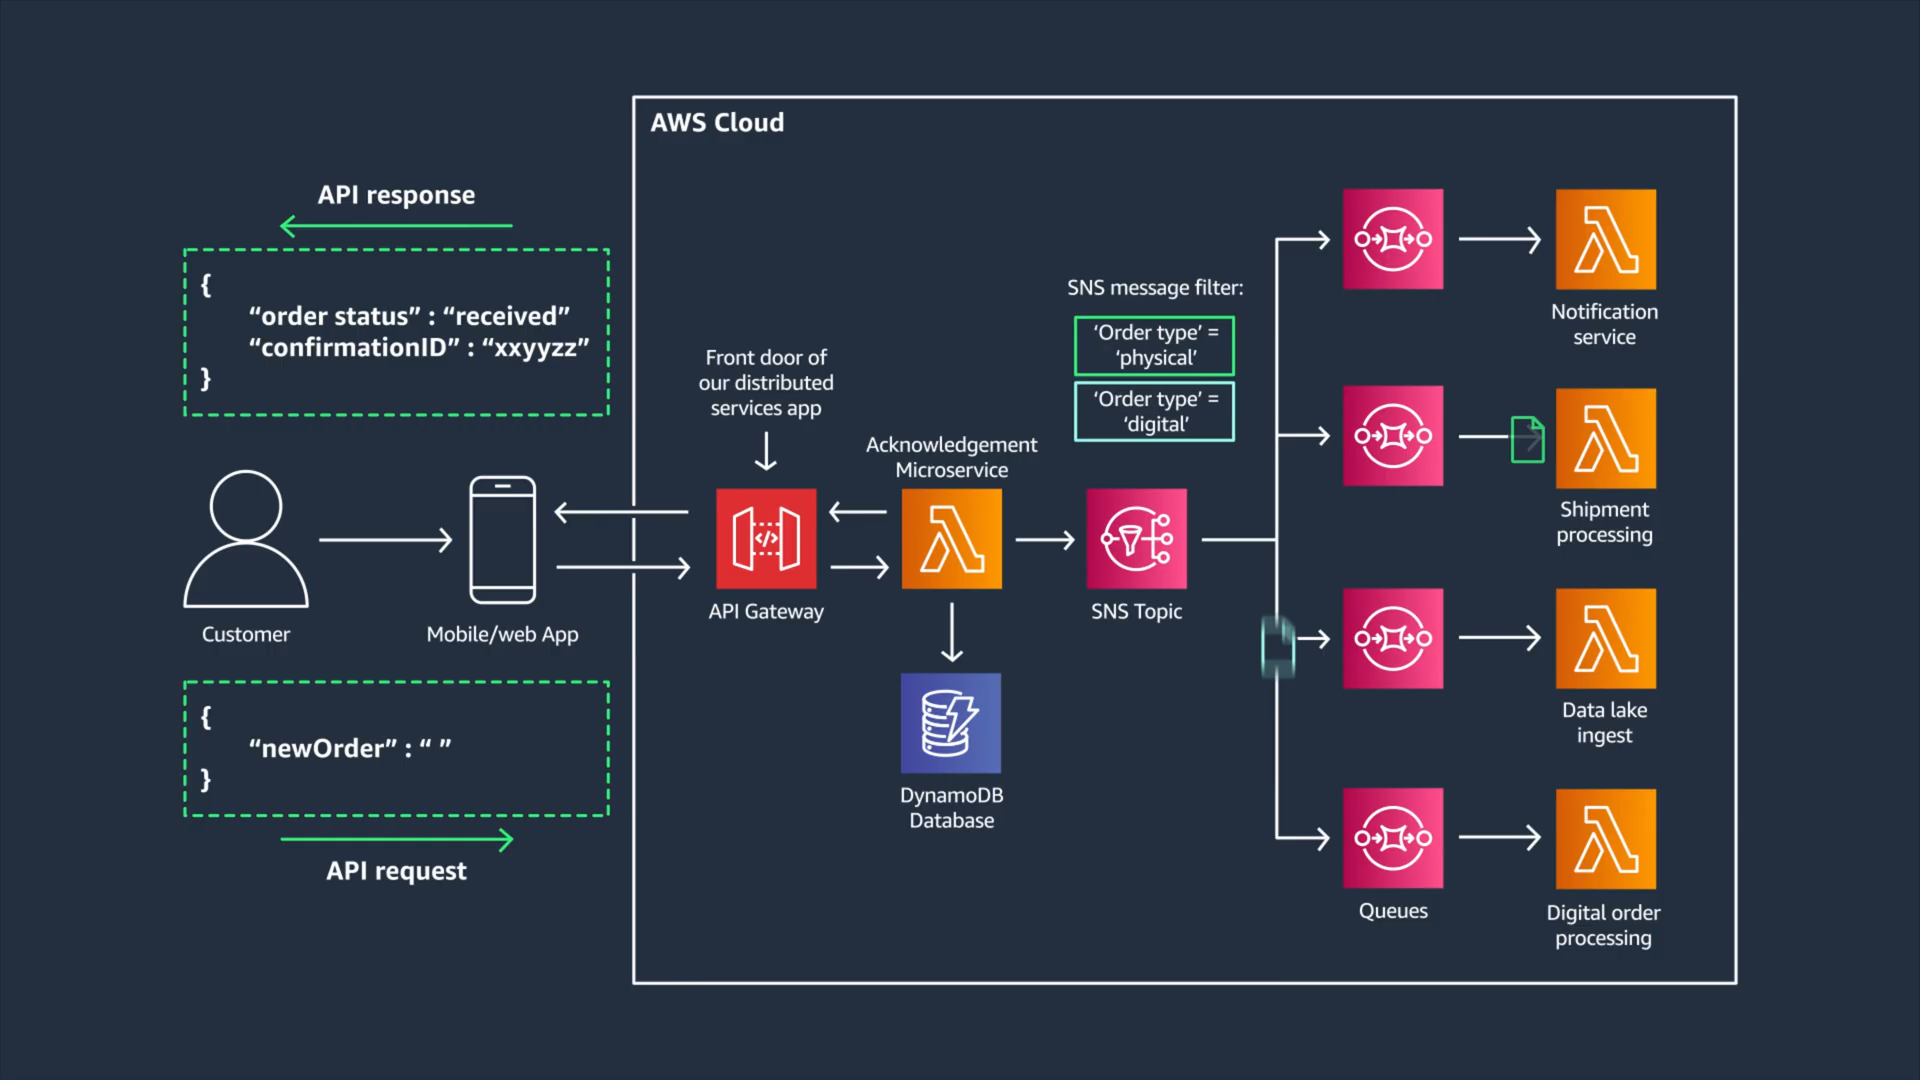 AWS Cloud
API response
{
“order status” : “received”
“confirmationID” : “xxyyzz”
}
Customer
Mobile/web App
{
“newOrder” : “ ”
}
API request
Front door of
our distributed
services app
API Gateway
Acknowledgement
Microservice
</>
DynamoDB
Database
SNS message filter:
‘Order type’ =
‘physical’
‘Order type’ =
‘digital’
SNS Topic
Notification
service
Shipment
processing
Data lake
ingest
Queues
Digital order
processing